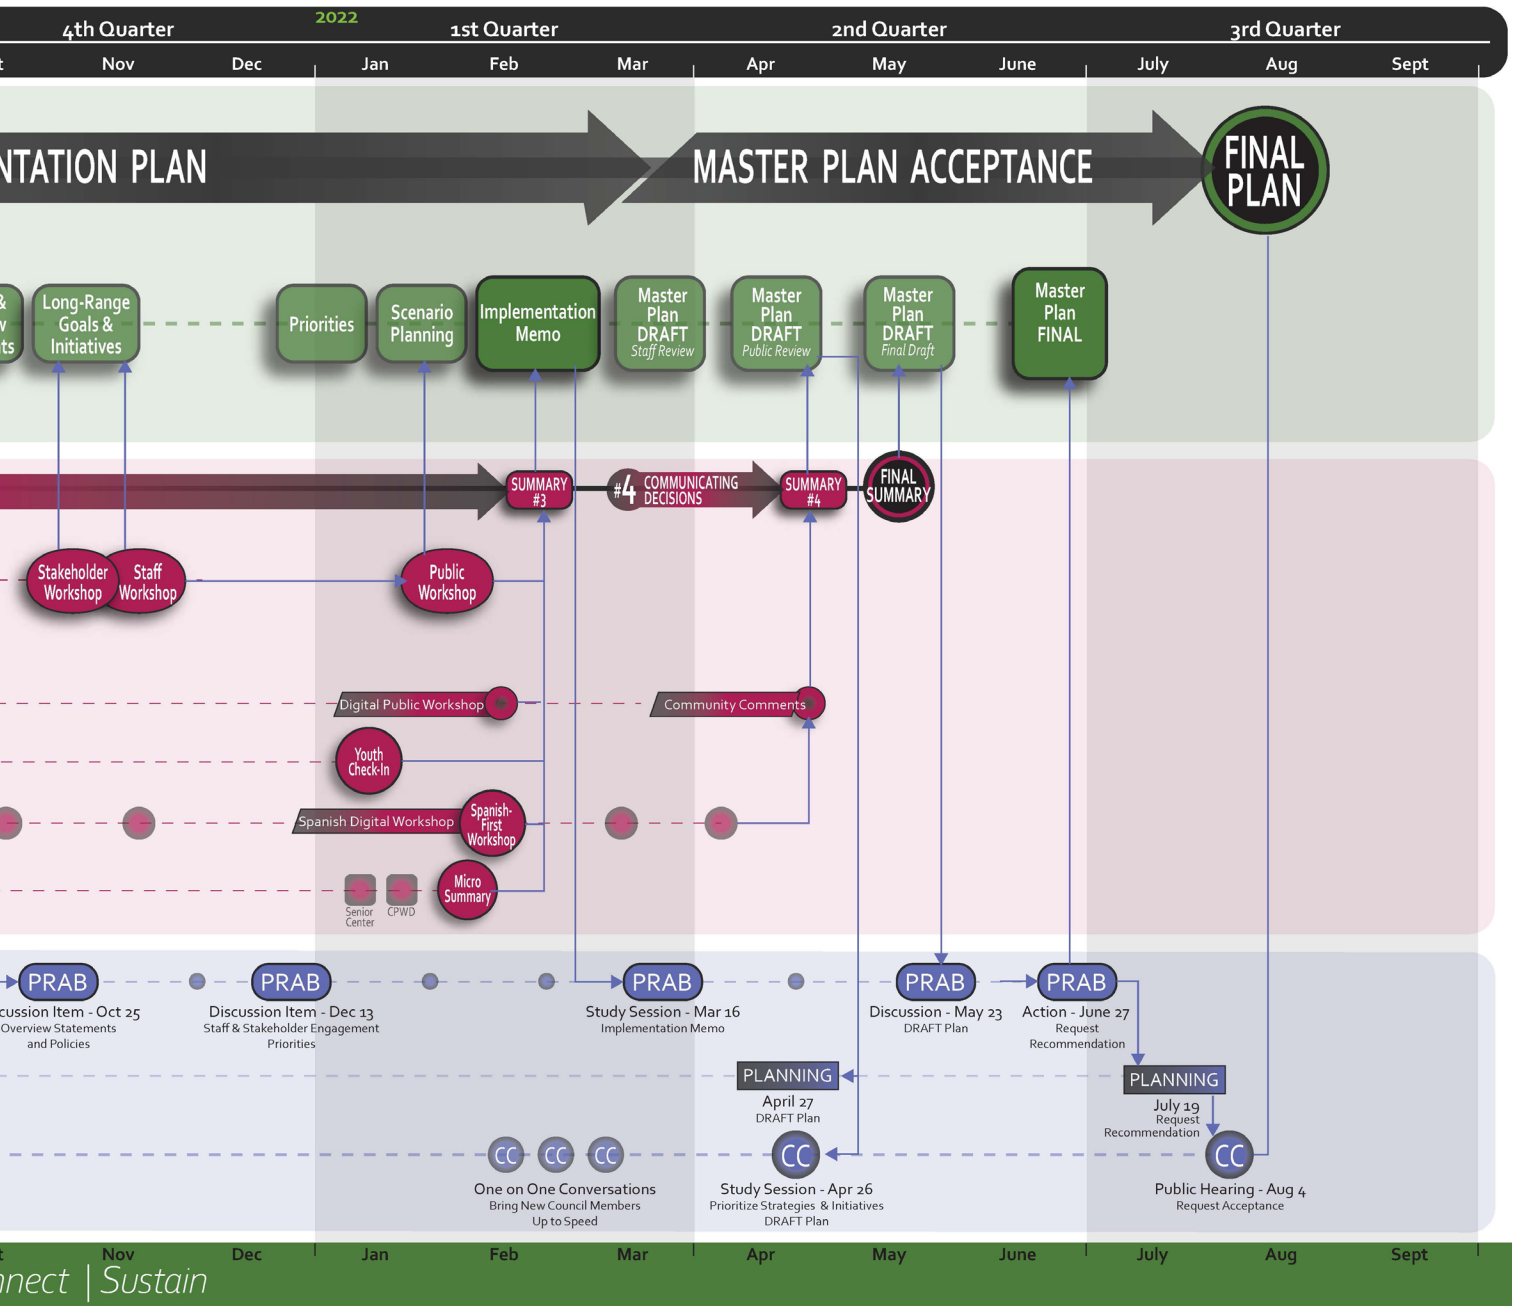 2022
4th Quarter
1st Quarter
2nd Quarter
3rd Quarter
t
Nov
Dec
Jan
Feb
Mar
Apr
May
June
July
Aug
Sept
NTATION PLAN
MASTER PLAN ACCEPTANCE
FINAL
PLAN
&
w
ts
Long-Range
Goals &
Initiatives
Priorities
Scenario
Planning
Implementation
Memo
Master
Plan
DRAFT
Staff Review
Master
Plan
DRAFT
Public Review
Master
Plan
DRAFT
Final Draft
Master
Plan
FINAL
SUMMARY
#3
#4
COMMUNICATING
DECISIONS
SUMMARY
#4
FINAL
SUMMARY
Stakeholder
Workshop
Staff
Workshop
Public
Workshop
Digital Public Workshop
Community Comments
Youth
Check-In
Spanish Digital Workshop
Spanish-
First
Workshop
Senior
Center
CPWD
Micro
Summary
PRAB
cussion Item - Oct 25
Overview Statements
and Policies
PRAB
Discussion Item - Dec 13
Staff & Stakeholder Engagement
Priorities
PRAB
Study Session - Mar 16
Implementation Memo
PRAB
Discussion - May 23
DRAFT Plan
PRAB
Action - June 27
Request
Recommendation
PLANNING
April 27
DRAFT Plan
PLANNING
July 19
Request
Recommendation
CC
CC
CC
One on One Conversations
Bring New Council Members
Up to Speed
CC
Study Session - Apr 26
Prioritize Strategies & Initiatives
DRAFT Plan
CC
Public Hearing - Aug 4
Request Acceptance
t
Nov
Dec
Jan
Feb
Mar
Apr
May
June
July
Aug
Sept
nnect | Sustain